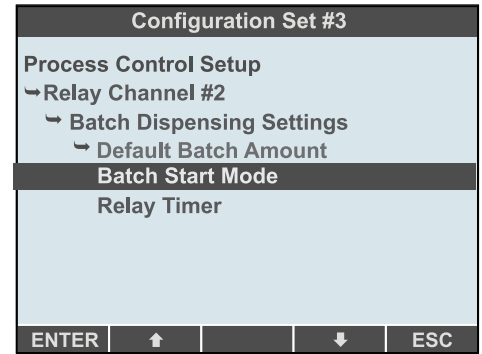 Configuration Set #3
Process Control Setup
➥Relay Channel #2
➥ Batch Dispensing Settings
➥ Default Batch Amount
Batch Start Mode
Relay Timer
ENTER ⬆ ⬇ ESC